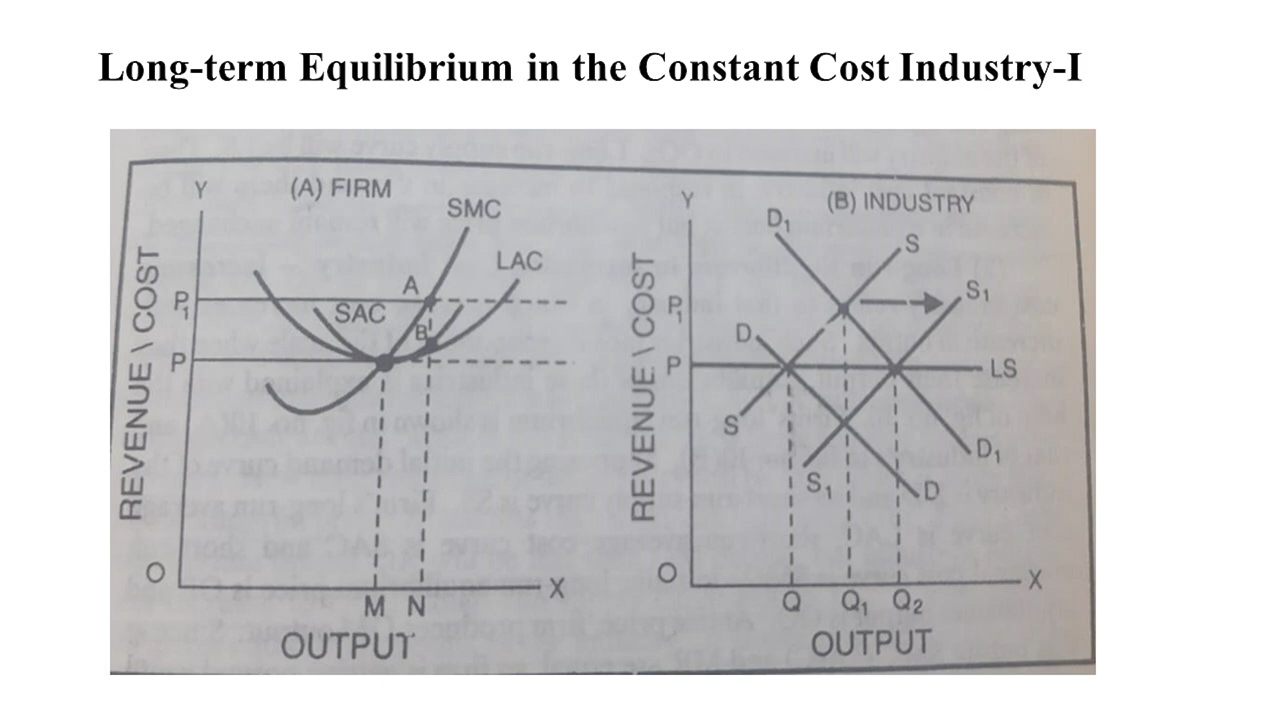 Long-term Equilibrium in the Constant Cost Industry-I
(A) FIRM
Y
SMC
LAC
A
P₁
SAC
B
P
REVENUE \ COST
O
M N
X
OUTPUT
(B) INDUSTRY
Y
D₁
S
S₁
P₁
D
P
LS
REVENUE \ COST
S
D₁
S₁
D
O
Q Q₁ Q₂
X
OUTPUT